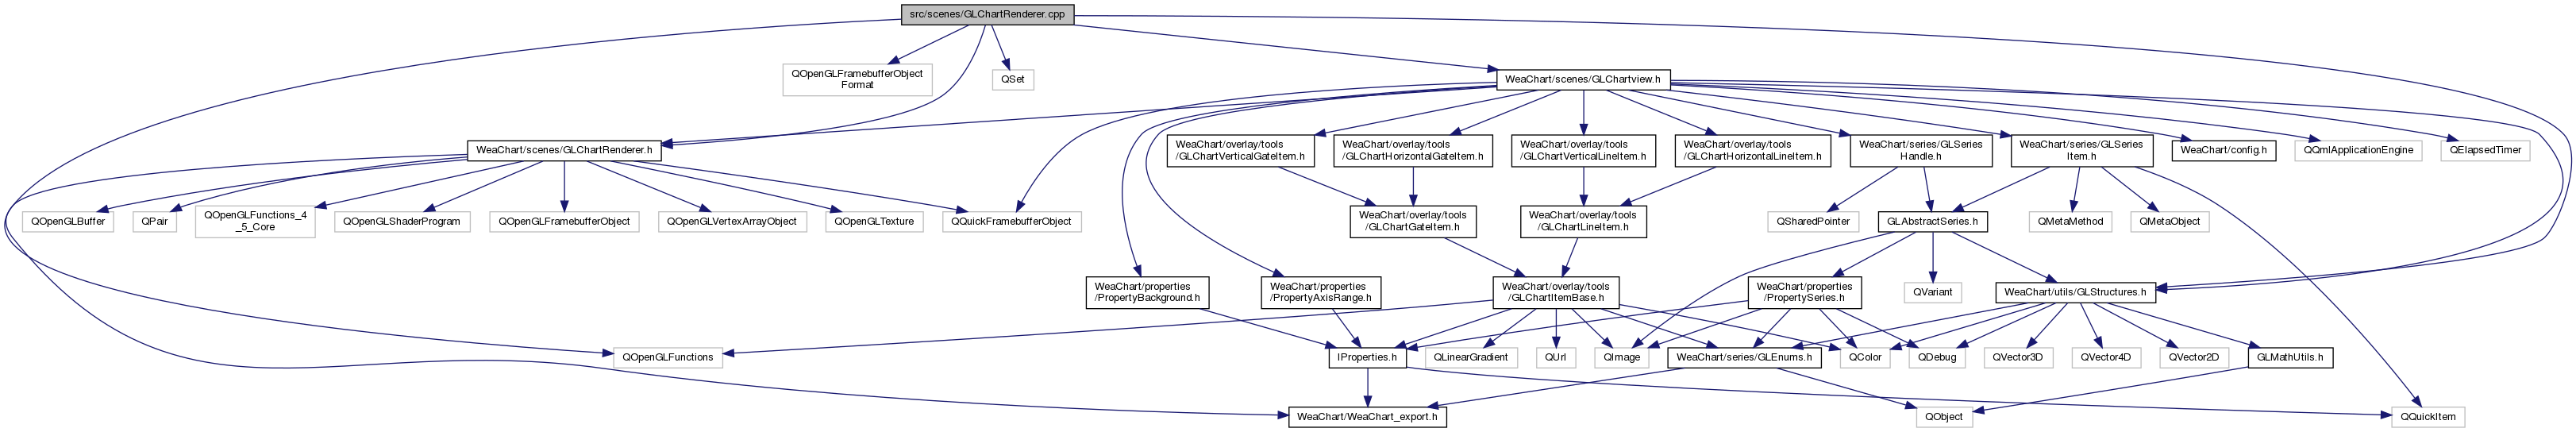 src/scenes/GLChartRenderer.cpp
QOpenGLFramebufferObject
Format
QSet
WeaChart/scenes/GLChartview.h
WeaChart/scenes/GLChartRenderer.h
WeaChart/overlay/tools
/GLChartVerticalGateItem.h
WeaChart/overlay/tools
/GLChartHorizontalGateItem.h
WeaChart/overlay/tools
/GLChartVerticalLineItem.h
WeaChart/overlay/tools
/GLChartHorizontalLineItem.h
WeaChart/series/GLSeries
Handle.h
WeaChart/series/GLSeries
Item.h
WeaChart/config.h
QQmlApplicationEngine
QElapsedTimer
QOpenGLBuffer
QPair
QOpenGLFunctions_4
_5_Core
QOpenGLShaderProgram
QOpenGLFramebufferObject
QOpenGLVertexArrayObject
QOpenGLTexture
QQuickFramebufferObject
WeaChart/overlay/tools
/GLChartGateItem.h
WeaChart/overlay/tools
/GLChartLineItem.h
QSharedPointer
GLAbstractSeries.h
QMetaMethod
QMetaObject
WeaChart/properties
/PropertyBackground.h
WeaChart/properties
/PropertyAxisRange.h
WeaChart/overlay/tools
/GLChartItemBase.h
WeaChart/properties
/PropertySeries.h
QVariant
WeaChart/utils/GLStructures.h
QOpenGLFunctions
IProperties.h
QLinearGradient
QUrl
QImage
WeaChart/series/GLEnums.h
QColor
QDebug
QVector3D
QVector4D
QVector2D
GLMathUtils.h
WeaChart/WeaChart_export.h
QObject
QQuickItem